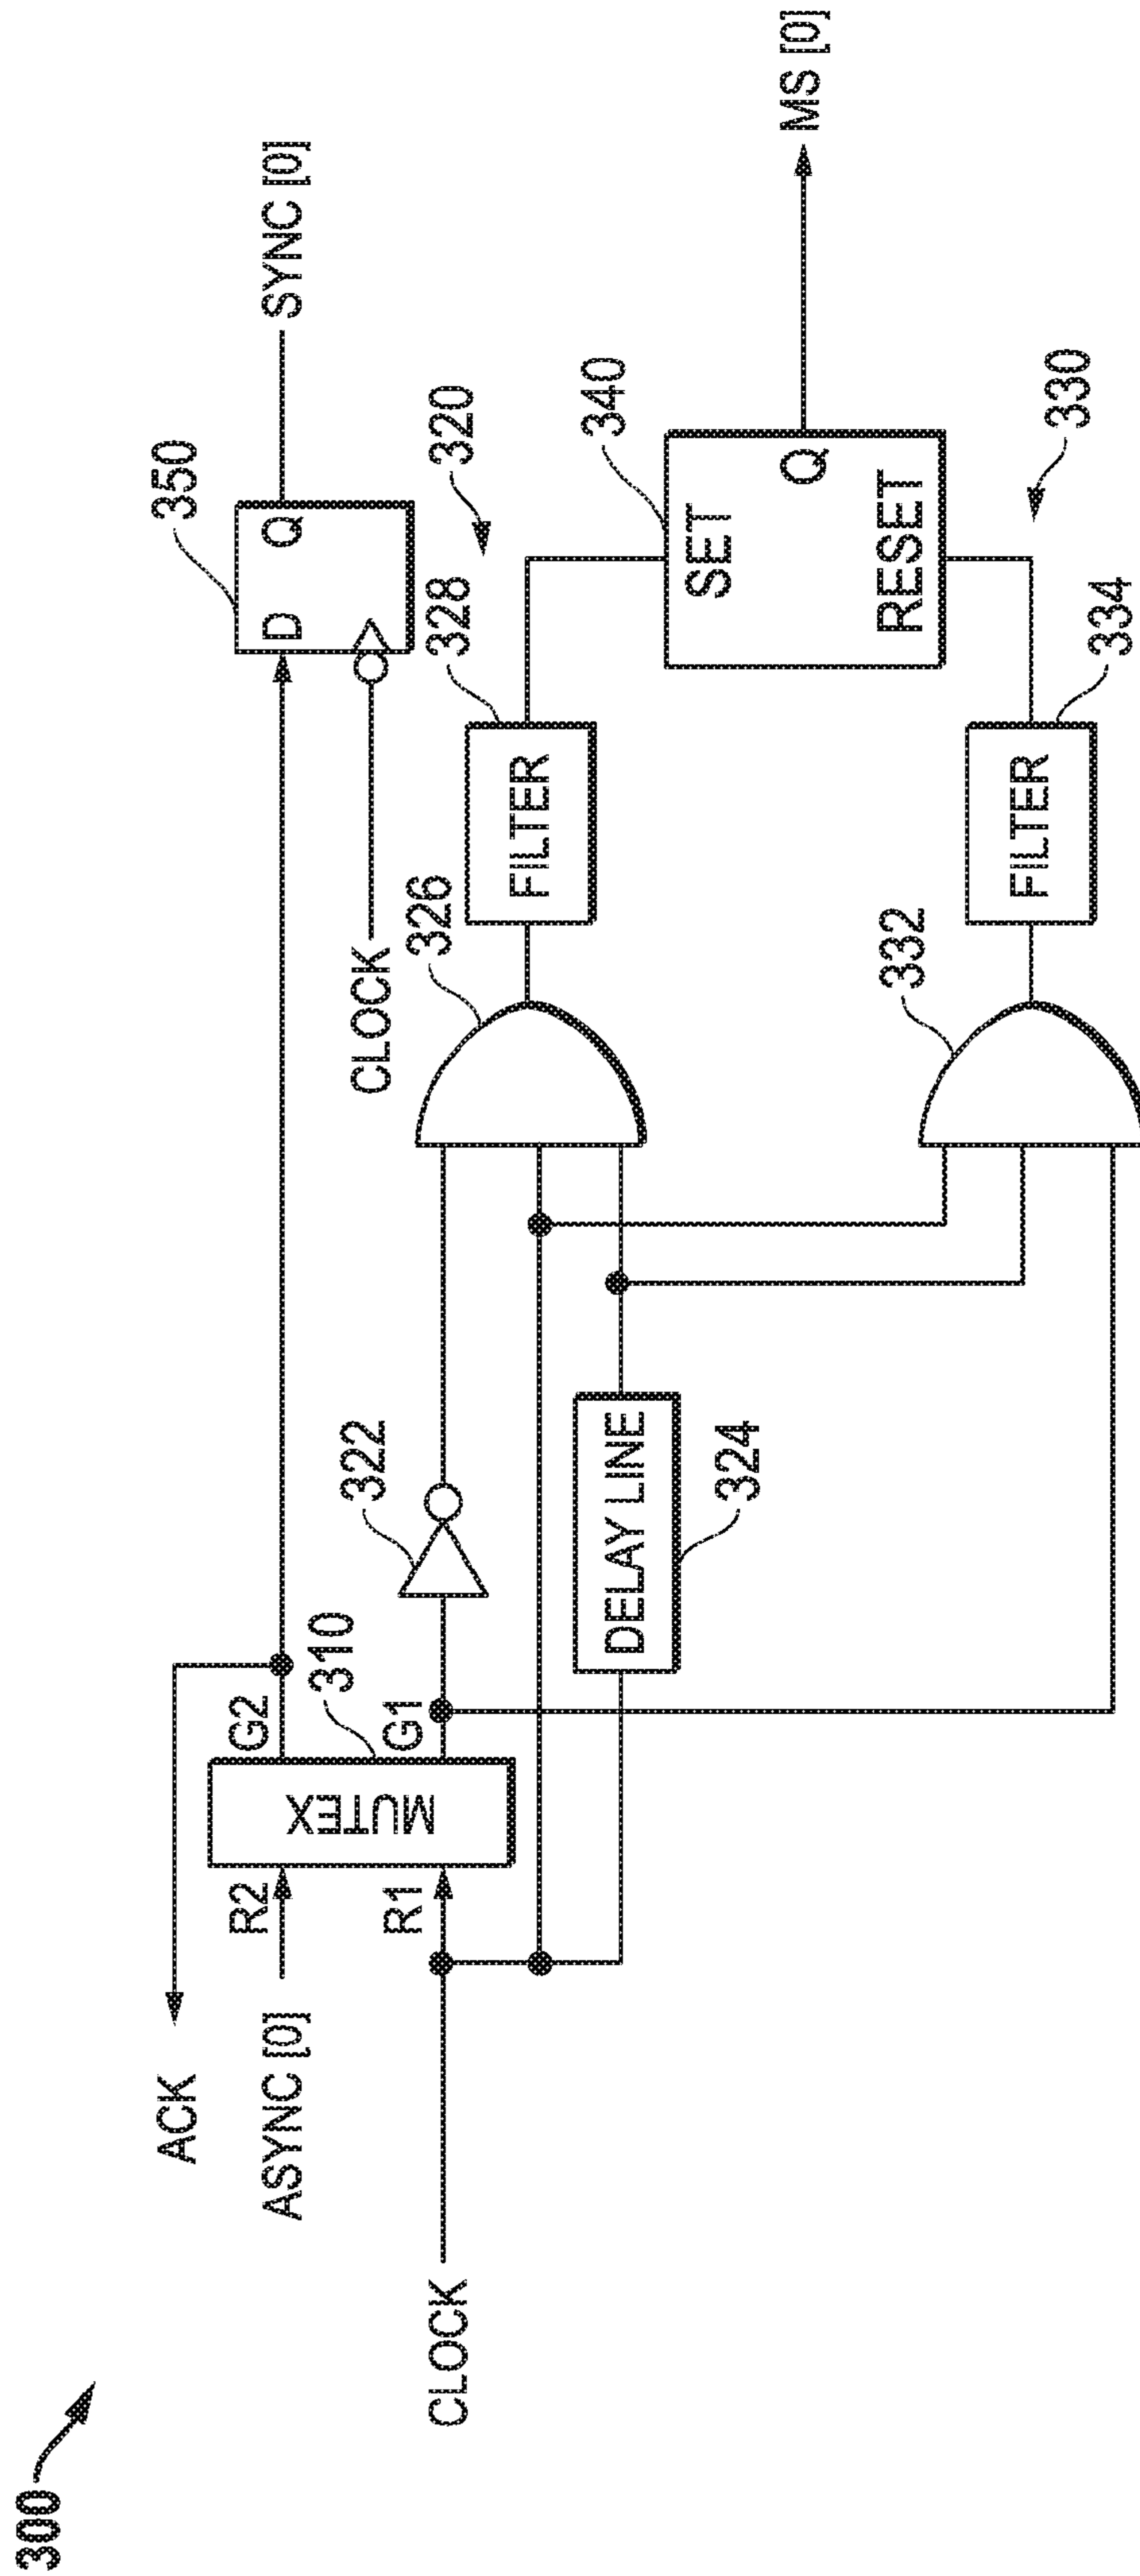 300
ACK
ASYNC [0]
CLOCK
R2
R1
MUTEX
G2
G1
310
322
DELAY LINE
324
CLOCK
326
332
FILTER
328
FILTER
334
350
D
Q
SYNC [0]
320
SET
RESET
Q
340
330
MS [0]